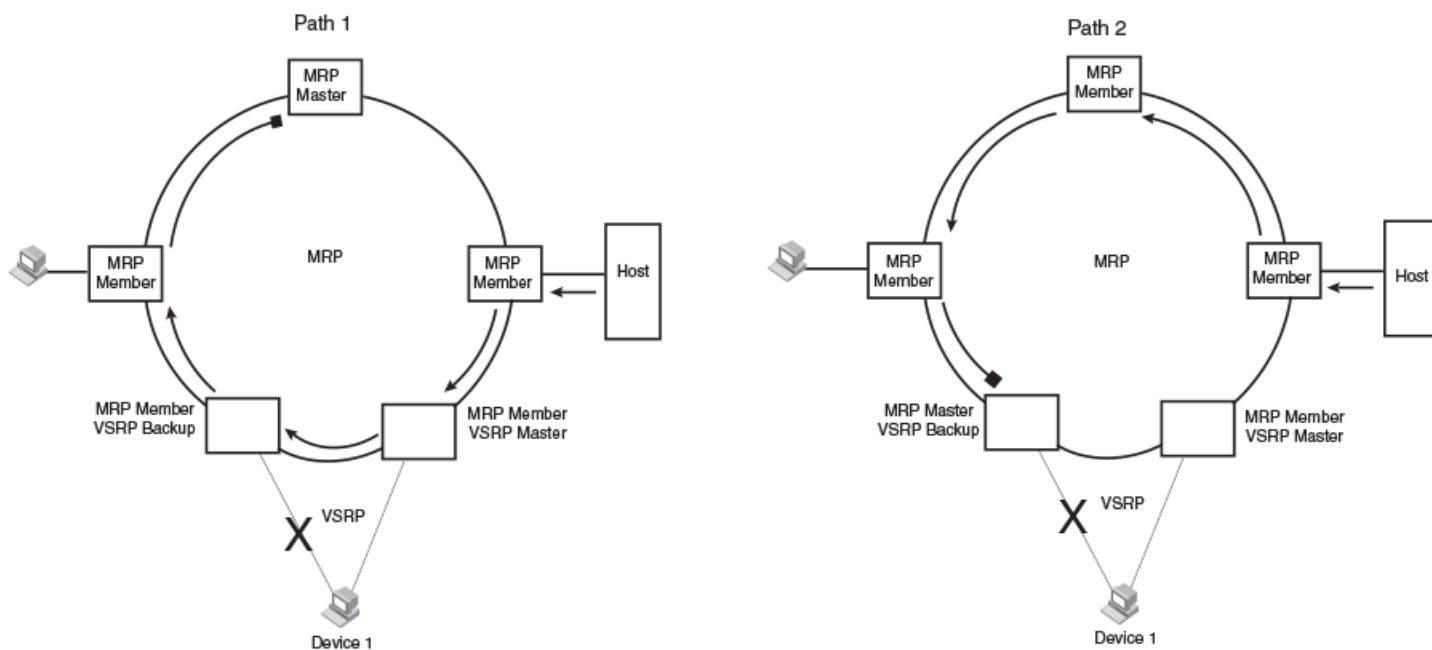 Path 1
MRP
Master
MRP
Member
MRP
MRP
Member
Host
MRP Member
VSRP Backup
MRP Member
VSRP Master
X
VSRP
Device 1
Path 2
MRP
Member
MRP
Member
MRP
MRP
Member
Host
MRP Master
VSRP Backup
MRP Member
VSRP Master
X
VSRP
Device 1